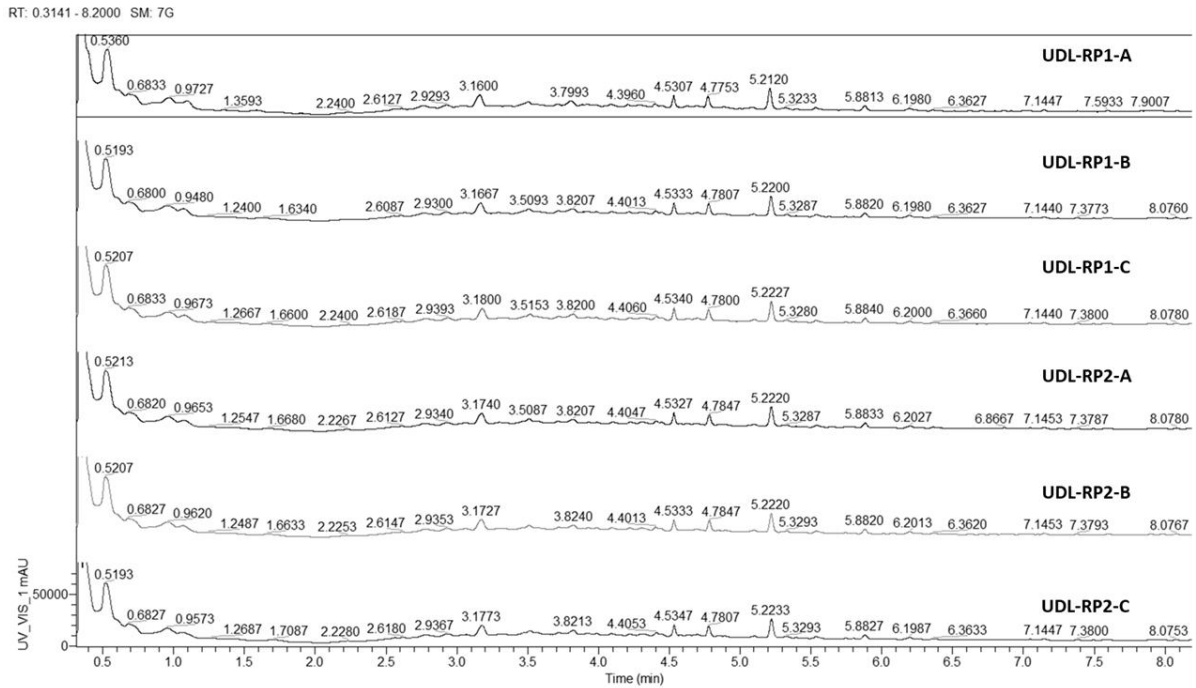 RT: 0.3141 - 8.2000 SM: 7G
UDL-RP1-A
0.5360 0.6833 0.9727 1.3593 2.2400 2.6127 2.9293 3.1600 3.7993 4.3960 4.5307 4.7753 5.2120 5.3233 5.8813 6.1980 6.3627 7.1447 7.5933 7.9007
UDL-RP1-B
0.5193 0.6800 0.9480 1.2400 1.6340 2.6087 2.9300 3.1667 3.5093 3.8207 4.4013 4.5333 4.7807 5.2200 5.3287 5.8820 6.1980 6.3627 7.1440 7.3773 8.0760
UDL-RP1-C
0.5207 0.6833 0.9673 1.2667 1.6600 2.2400 2.6187 2.9393 3.1800 3.5153 3.8200 4.4060 4.5340 4.7800 5.2227 5.3280 5.8840 6.2000 6.3660 7.1440 7.3800 8.0780
UDL-RP2-A
0.5213 0.6820 0.9653 1.2547 1.6680 2.2267 2.6127 2.9340 3.1740 3.5087 3.8207 4.4047 4.5327 4.7847 5.2220 5.3287 5.8833 6.2027 6.8667 7.1453 7.3787 8.0780
UDL-RP2-B
0.5207 0.6827 0.9620 1.2487 1.6633 2.2253 2.6147 2.9353 3.1727 3.8240 4.4013 4.5333 4.7847 5.2220 5.3293 5.8820 6.2013 6.3620 7.1453 7.3793 8.0767
UDL-RP2-C
0.5193 0.6827 0.9573 1.2687 1.7087 2.2280 2.6180 2.9367 3.1773 3.8213 4.4053 4.5347 4.7807 5.2233 5.3293 5.8827 6.1987 6.3633 7.1447 7.3800 8.0753
UV_VIS_1 mAU
50000
0
0.5 1.0 1.5 2.0 2.5 3.0 3.5 4.0 4.5 5.0 5.5 6.0 6.5 7.0 7.5 8.0
Time (min)